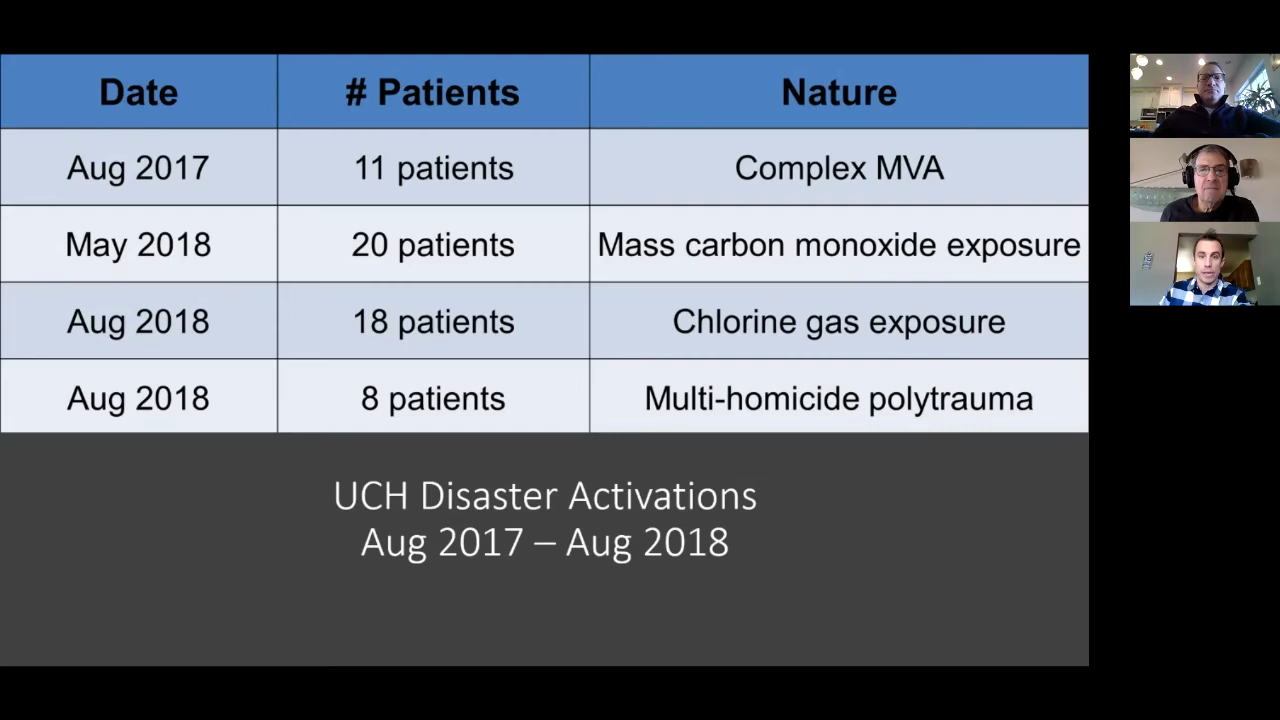 Date # Patients Nature
Aug 2017 11 patients Complex MVA
May 2018 20 patients Mass carbon monoxide exposure
Aug 2018 18 patients Chlorine gas exposure
Aug 2018 8 patients Multi-homicide polytrauma
UCH Disaster Activations
Aug 2017 – Aug 2018